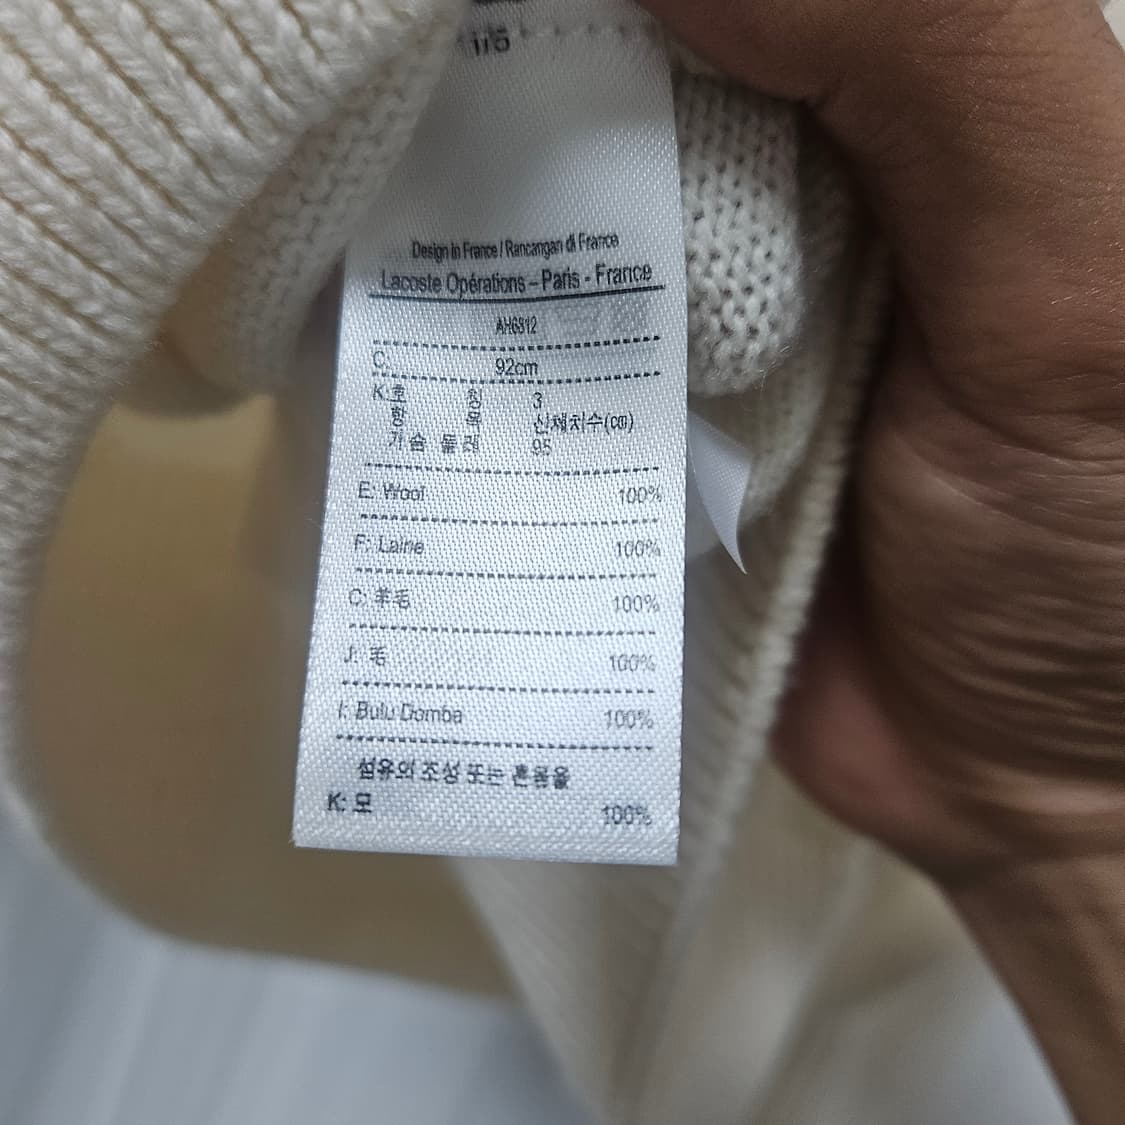 Design in France / Rancangan di France
Lacoste Opérations – Paris - France
AH6812
C: 92cm
K: 호 칭 3
항 목 신체치수(cm)
가슴 둘레 95
E: Wool 100%
F: Laine 100%
C: 羊毛 100%
J: 毛 100%
I: Bulu Domba 100%
섬유의 조성 또는 혼용율
K: 모 100%